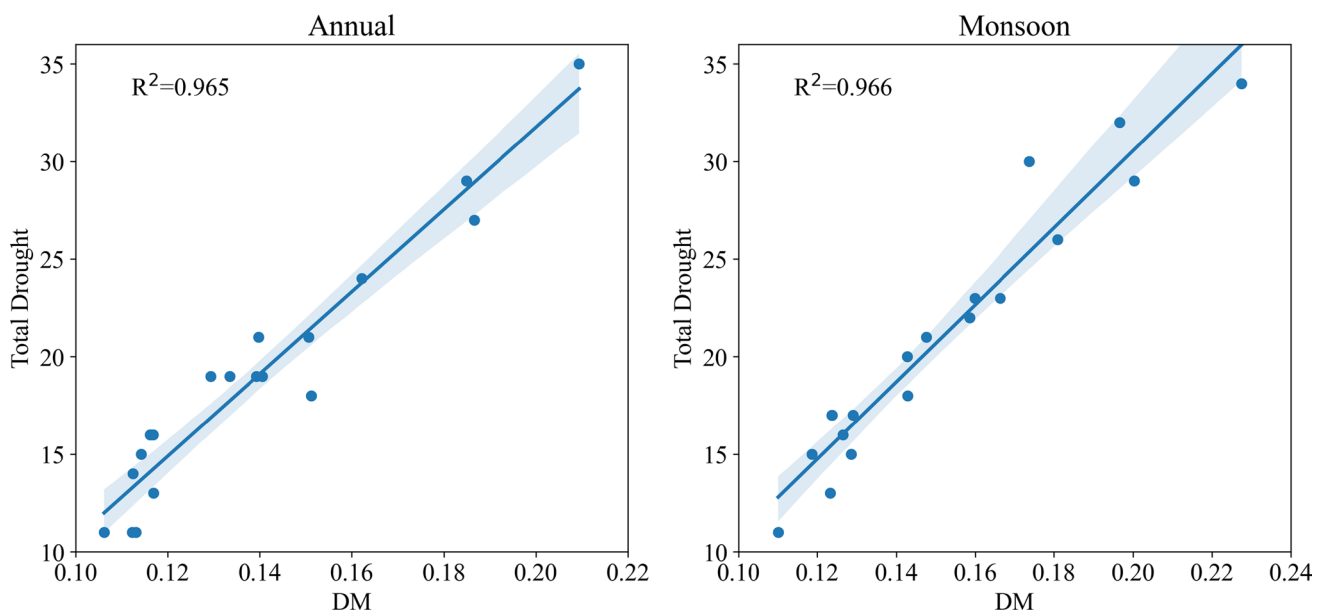 Annual
R²=0.965
35
30
25
20
15
10
Total Drought
0.10 0.12 0.14 0.16 0.18 0.20 0.22
DM
Monsoon
R²=0.966
35
30
25
20
15
10
Total Drought
0.10 0.12 0.14 0.16 0.18 0.20 0.22 0.24
DM